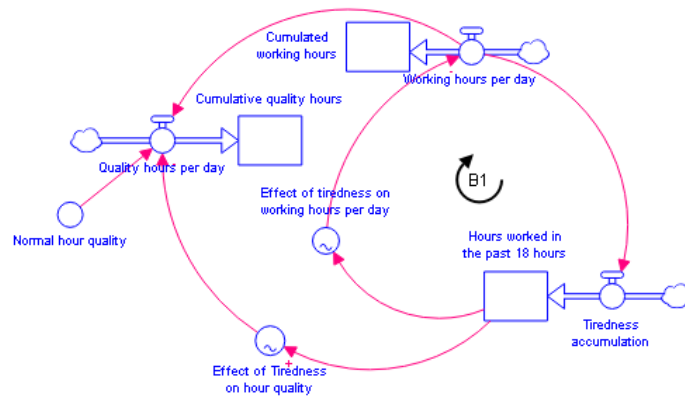 Cumulated
working hours
Working hours per day
Cumulative quality hours
Quality hours per day
Effect of tiredness on
working hours per day
B1
Normal hour quality
Hours worked in
the past 18 hours
Tiredness
accumulation
+
Effect of Tiredness
on hour quality